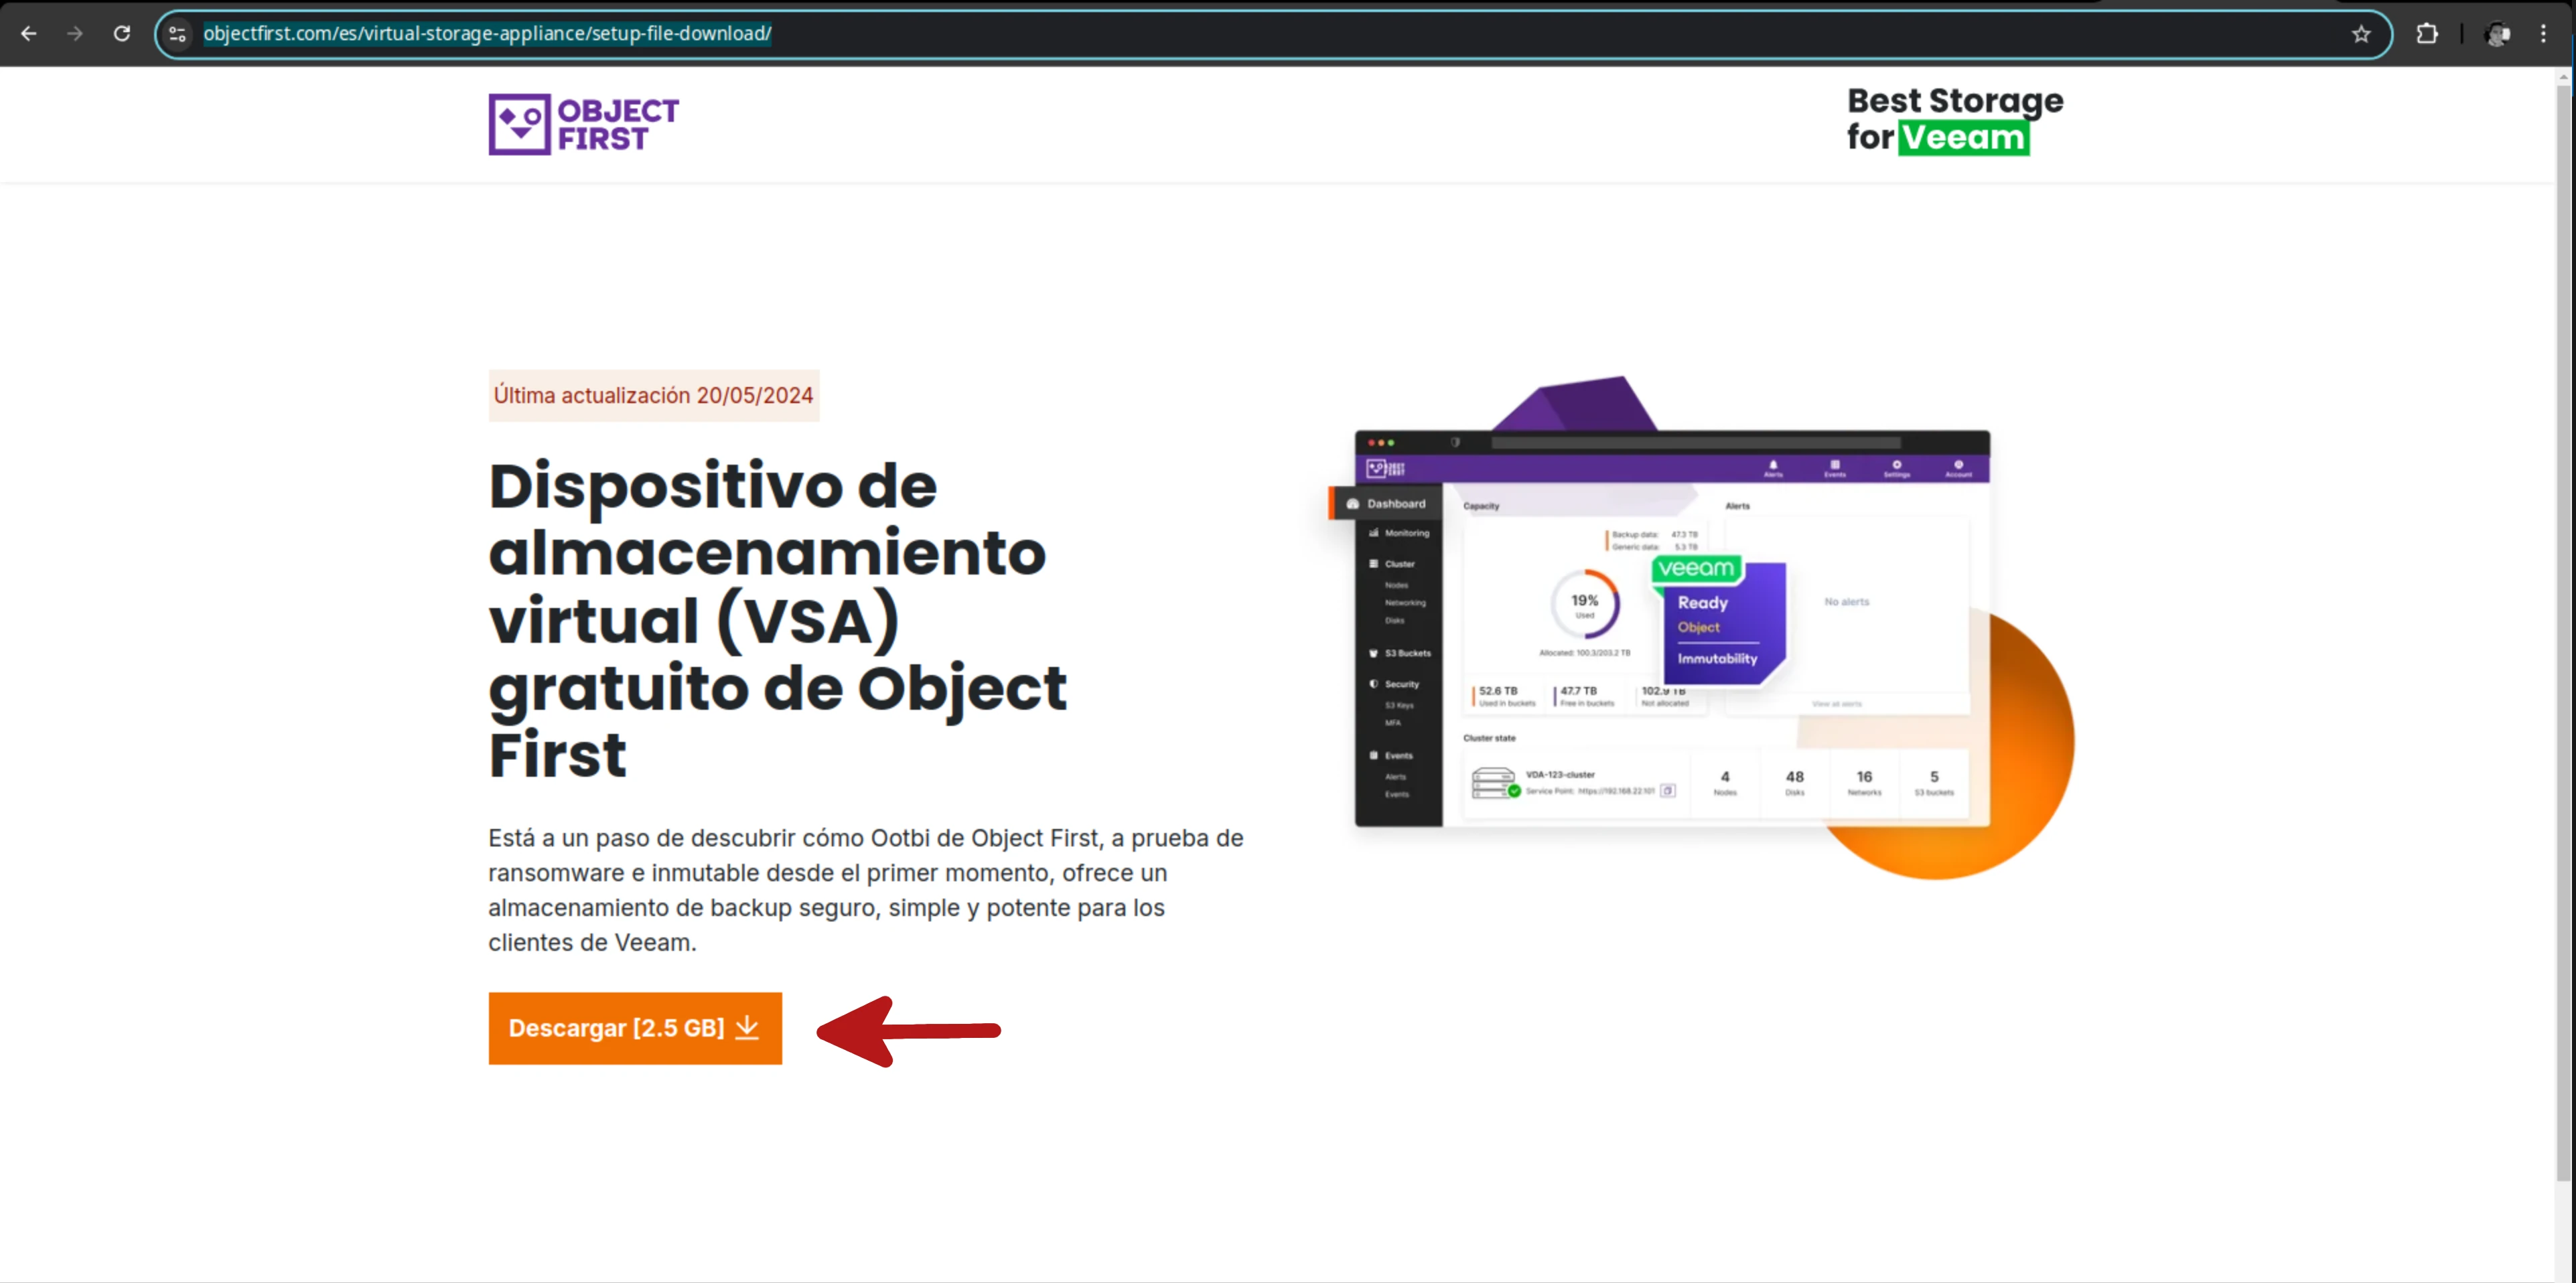 objectfirst.com/es/virtual-storage-appliance/setup-file-download/
OBJECT
FIRST
Best Storage
for Veeam
Última actualización 20/05/2024
Dispositivo de
almacenamiento
virtual (VSA)
gratuito de Object
First
Está a un paso de descubrir cómo Ootbi de Object First, a prueba de
ransomware e inmutable desde el primer momento, ofrece un
almacenamiento de backup seguro, simple y potente para los
clientes de Veeam.
Descargar [2.5 GB]
OBJECT
FIRST
Alerts
Events
Settings
Account
Dashboard
Monitoring
Cluster
Nodes
Networking
Disks
S3 Buckets
Security
S3 Keys
MFA
Events
Alerts
Events
Capacity
Backup data: 47.3 TB
Generic data: 5.3 TB
19%
Used
Allocated: 100.3/203.2 TB
52.6 TB
Used in buckets
47.7 TB
Free in buckets
102.9 TB
Not allocated
veeam
Ready
Object
Immutability
Alerts
No alerts
View all alerts
Cluster state
VDA-123-cluster
Service Point: https://192.168.22.101
4
Nodes
48
Disks
16
Networks
5
S3 buckets